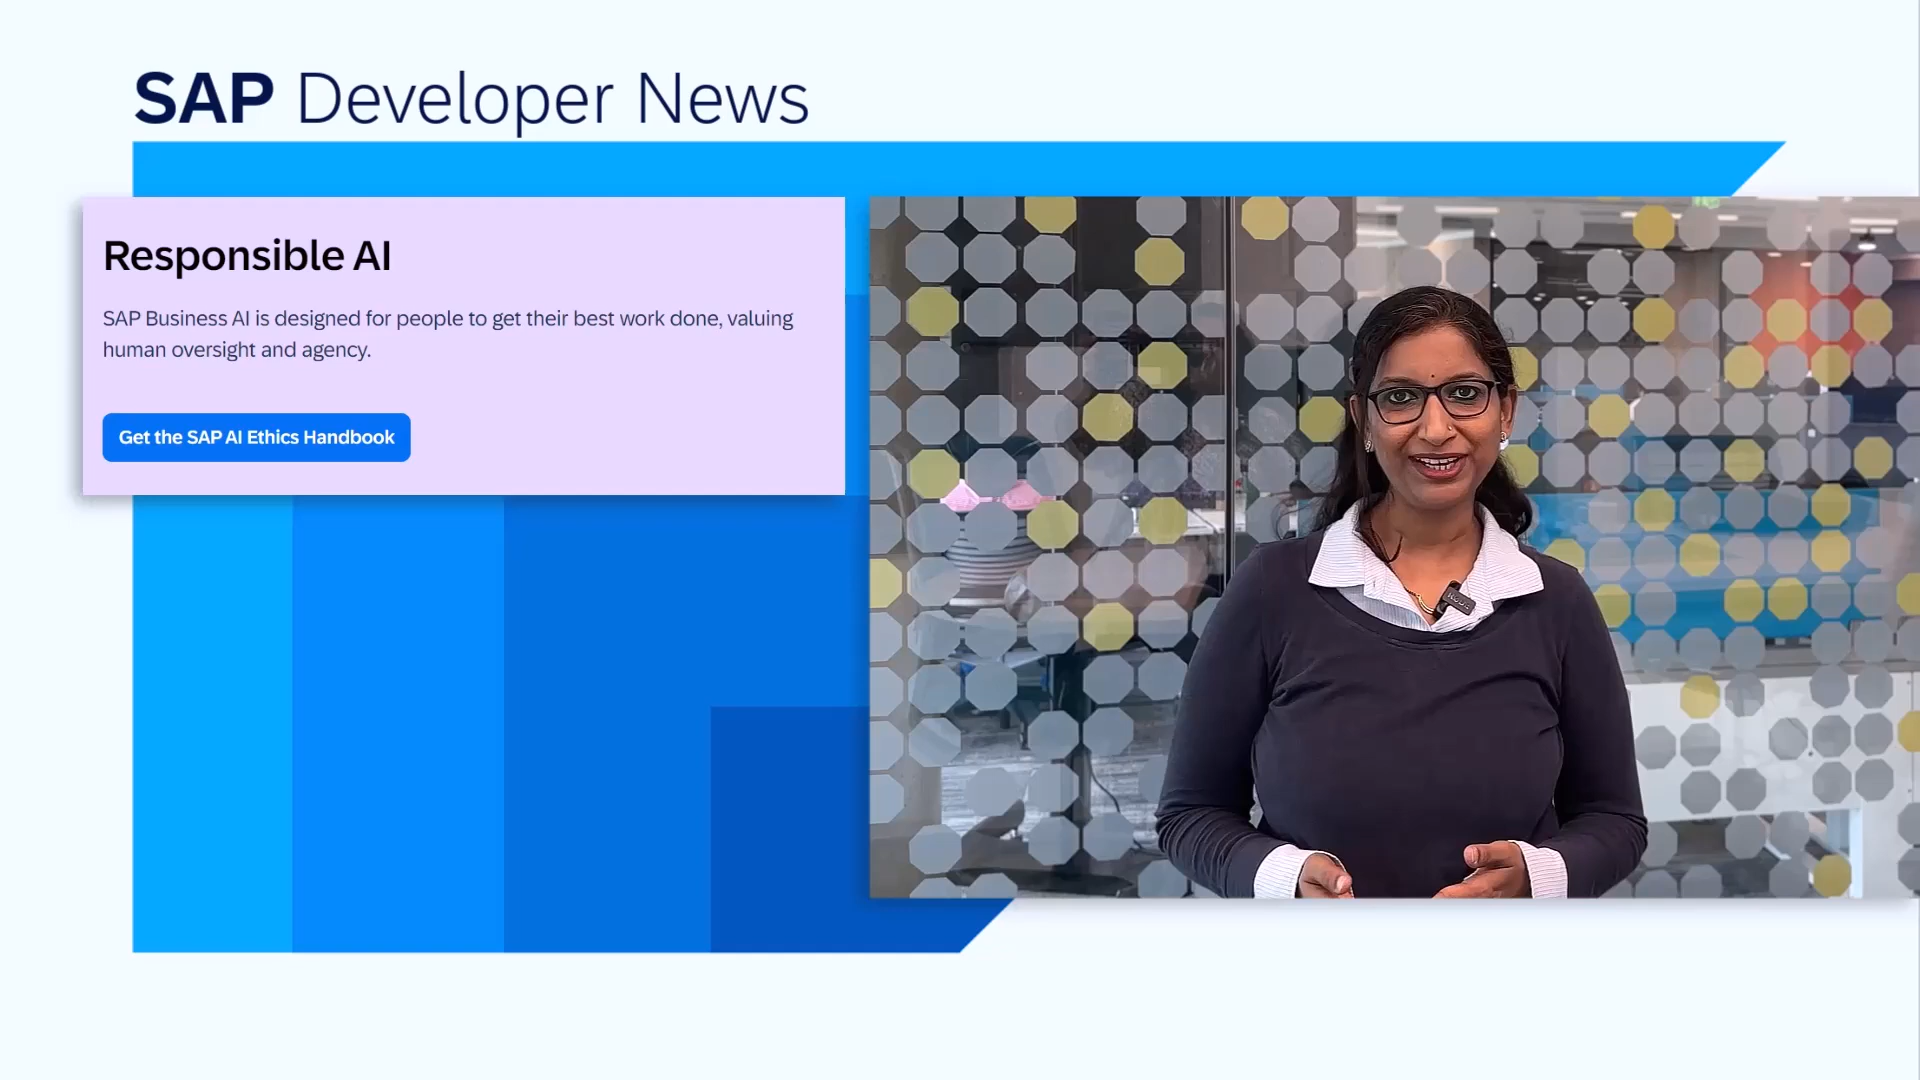 SAP Developer News
Responsible AI
SAP Business AI is designed for people to get their best work done, valuing
human oversight and agency.
Get the SAP AI Ethics Handbook